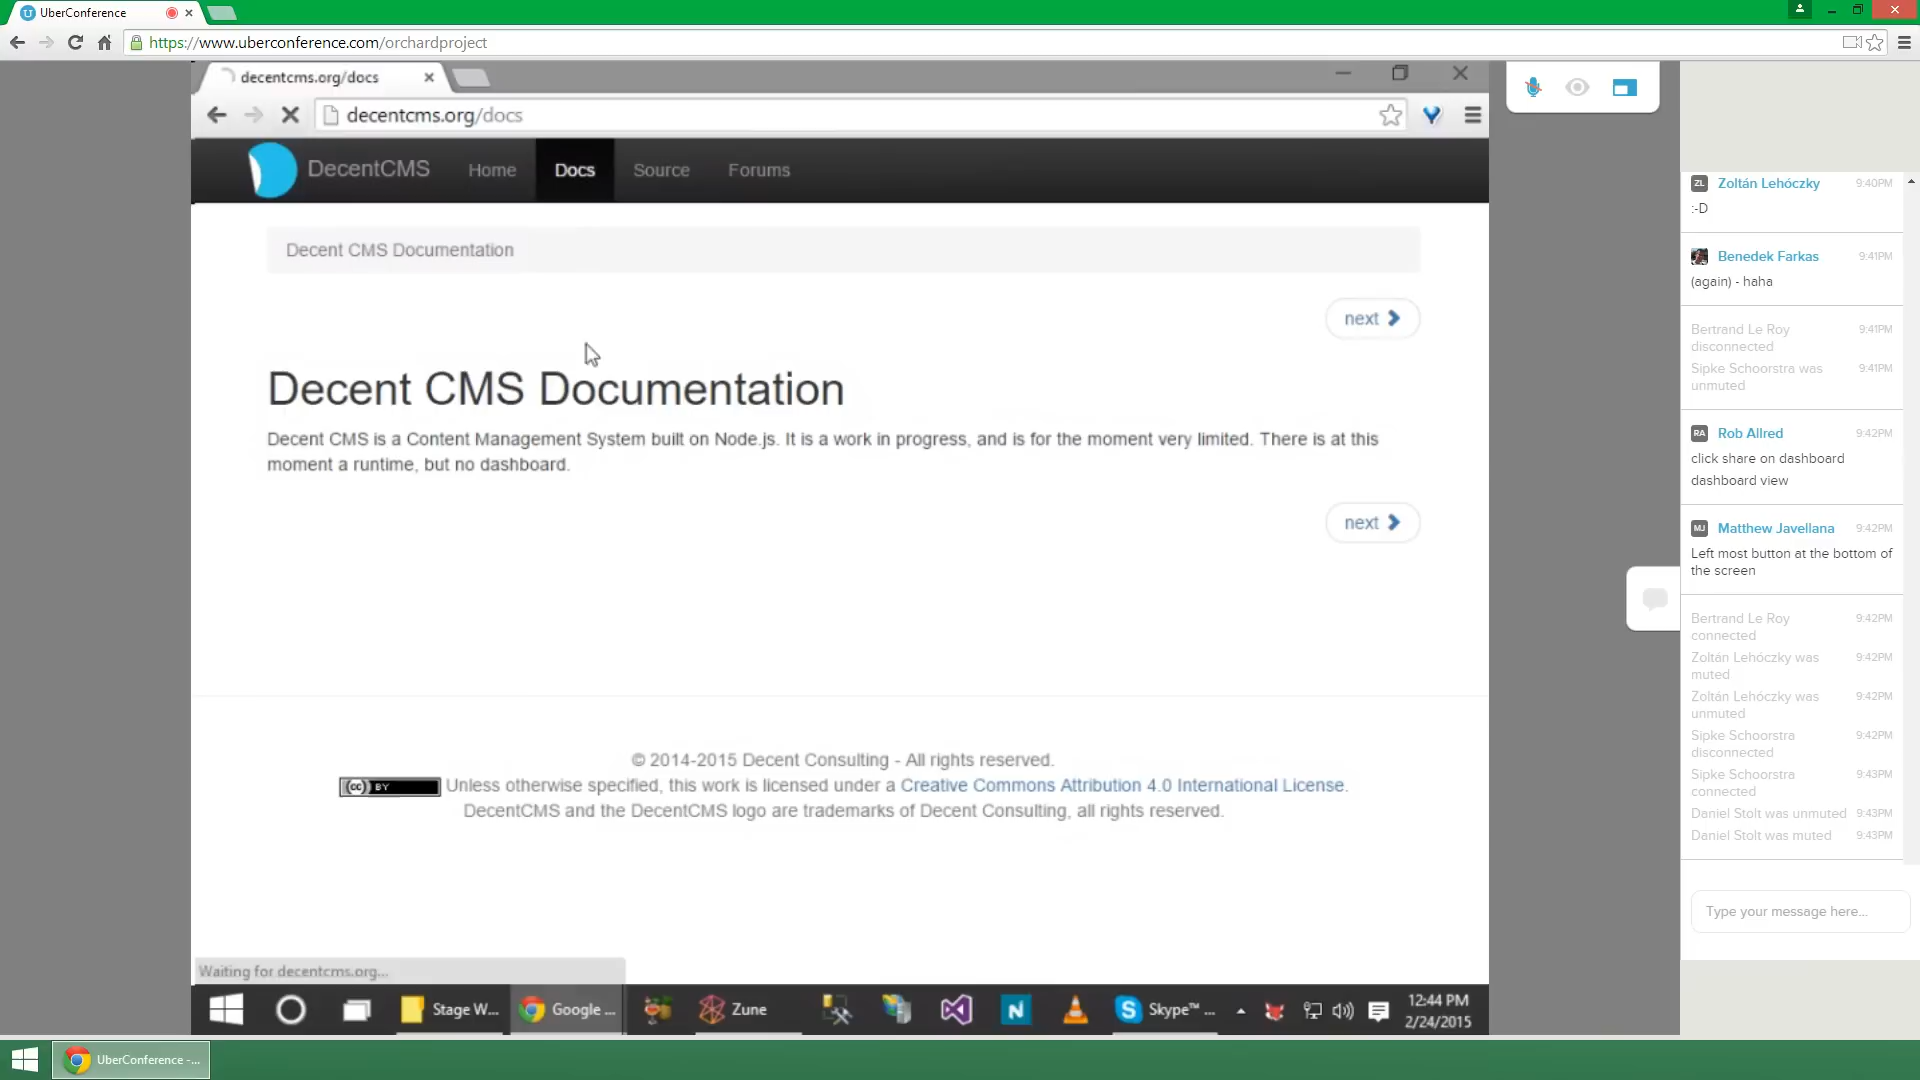 UberConference
https://www.uberconference.com/orchardproject
decentcms.org/docs
decentcms.org/docs
DecentCMS Home Docs Source Forums
Decent CMS Documentation
next
Decent CMS Documentation
Decent CMS is a Content Management System built on Node.js. It is a work in progress, and is for the moment very limited. There is at this
moment a runtime, but no dashboard.
next
© 2014-2015 Decent Consulting - All rights reserved.
(cc) BY Unless otherwise specified, this work is licensed under a Creative Commons Attribution 4.0 International License.
DecentCMS and the DecentCMS logo are trademarks of Decent Consulting, all rights reserved.
Waiting for decentcms.org...
Stage W... Google ... Zune N S Skype™ ... 12:44 PM
2/24/2015
ZL Zoltán Lehóczky 9:40PM
:-D
Benedek Farkas 9:41PM
(again) - haha
Bertrand Le Roy 9:41PM
disconnected
Sipke Schoorstra was 9:41PM
unmuted
RA Rob Allred 9:42PM
click share on dashboard
dashboard view
MJ Matthew Javellana 9:42PM
Left most button at the bottom of
the screen
Bertrand Le Roy 9:42PM
connected
Zoltán Lehóczky was 9:42PM
muted
Zoltán Lehóczky was 9:42PM
unmuted
Sipke Schoorstra 9:42PM
disconnected
Sipke Schoorstra 9:43PM
connected
Daniel Stolt was unmuted 9:43PM
Daniel Stolt was muted 9:43PM
Type your message here...
UberConference -...